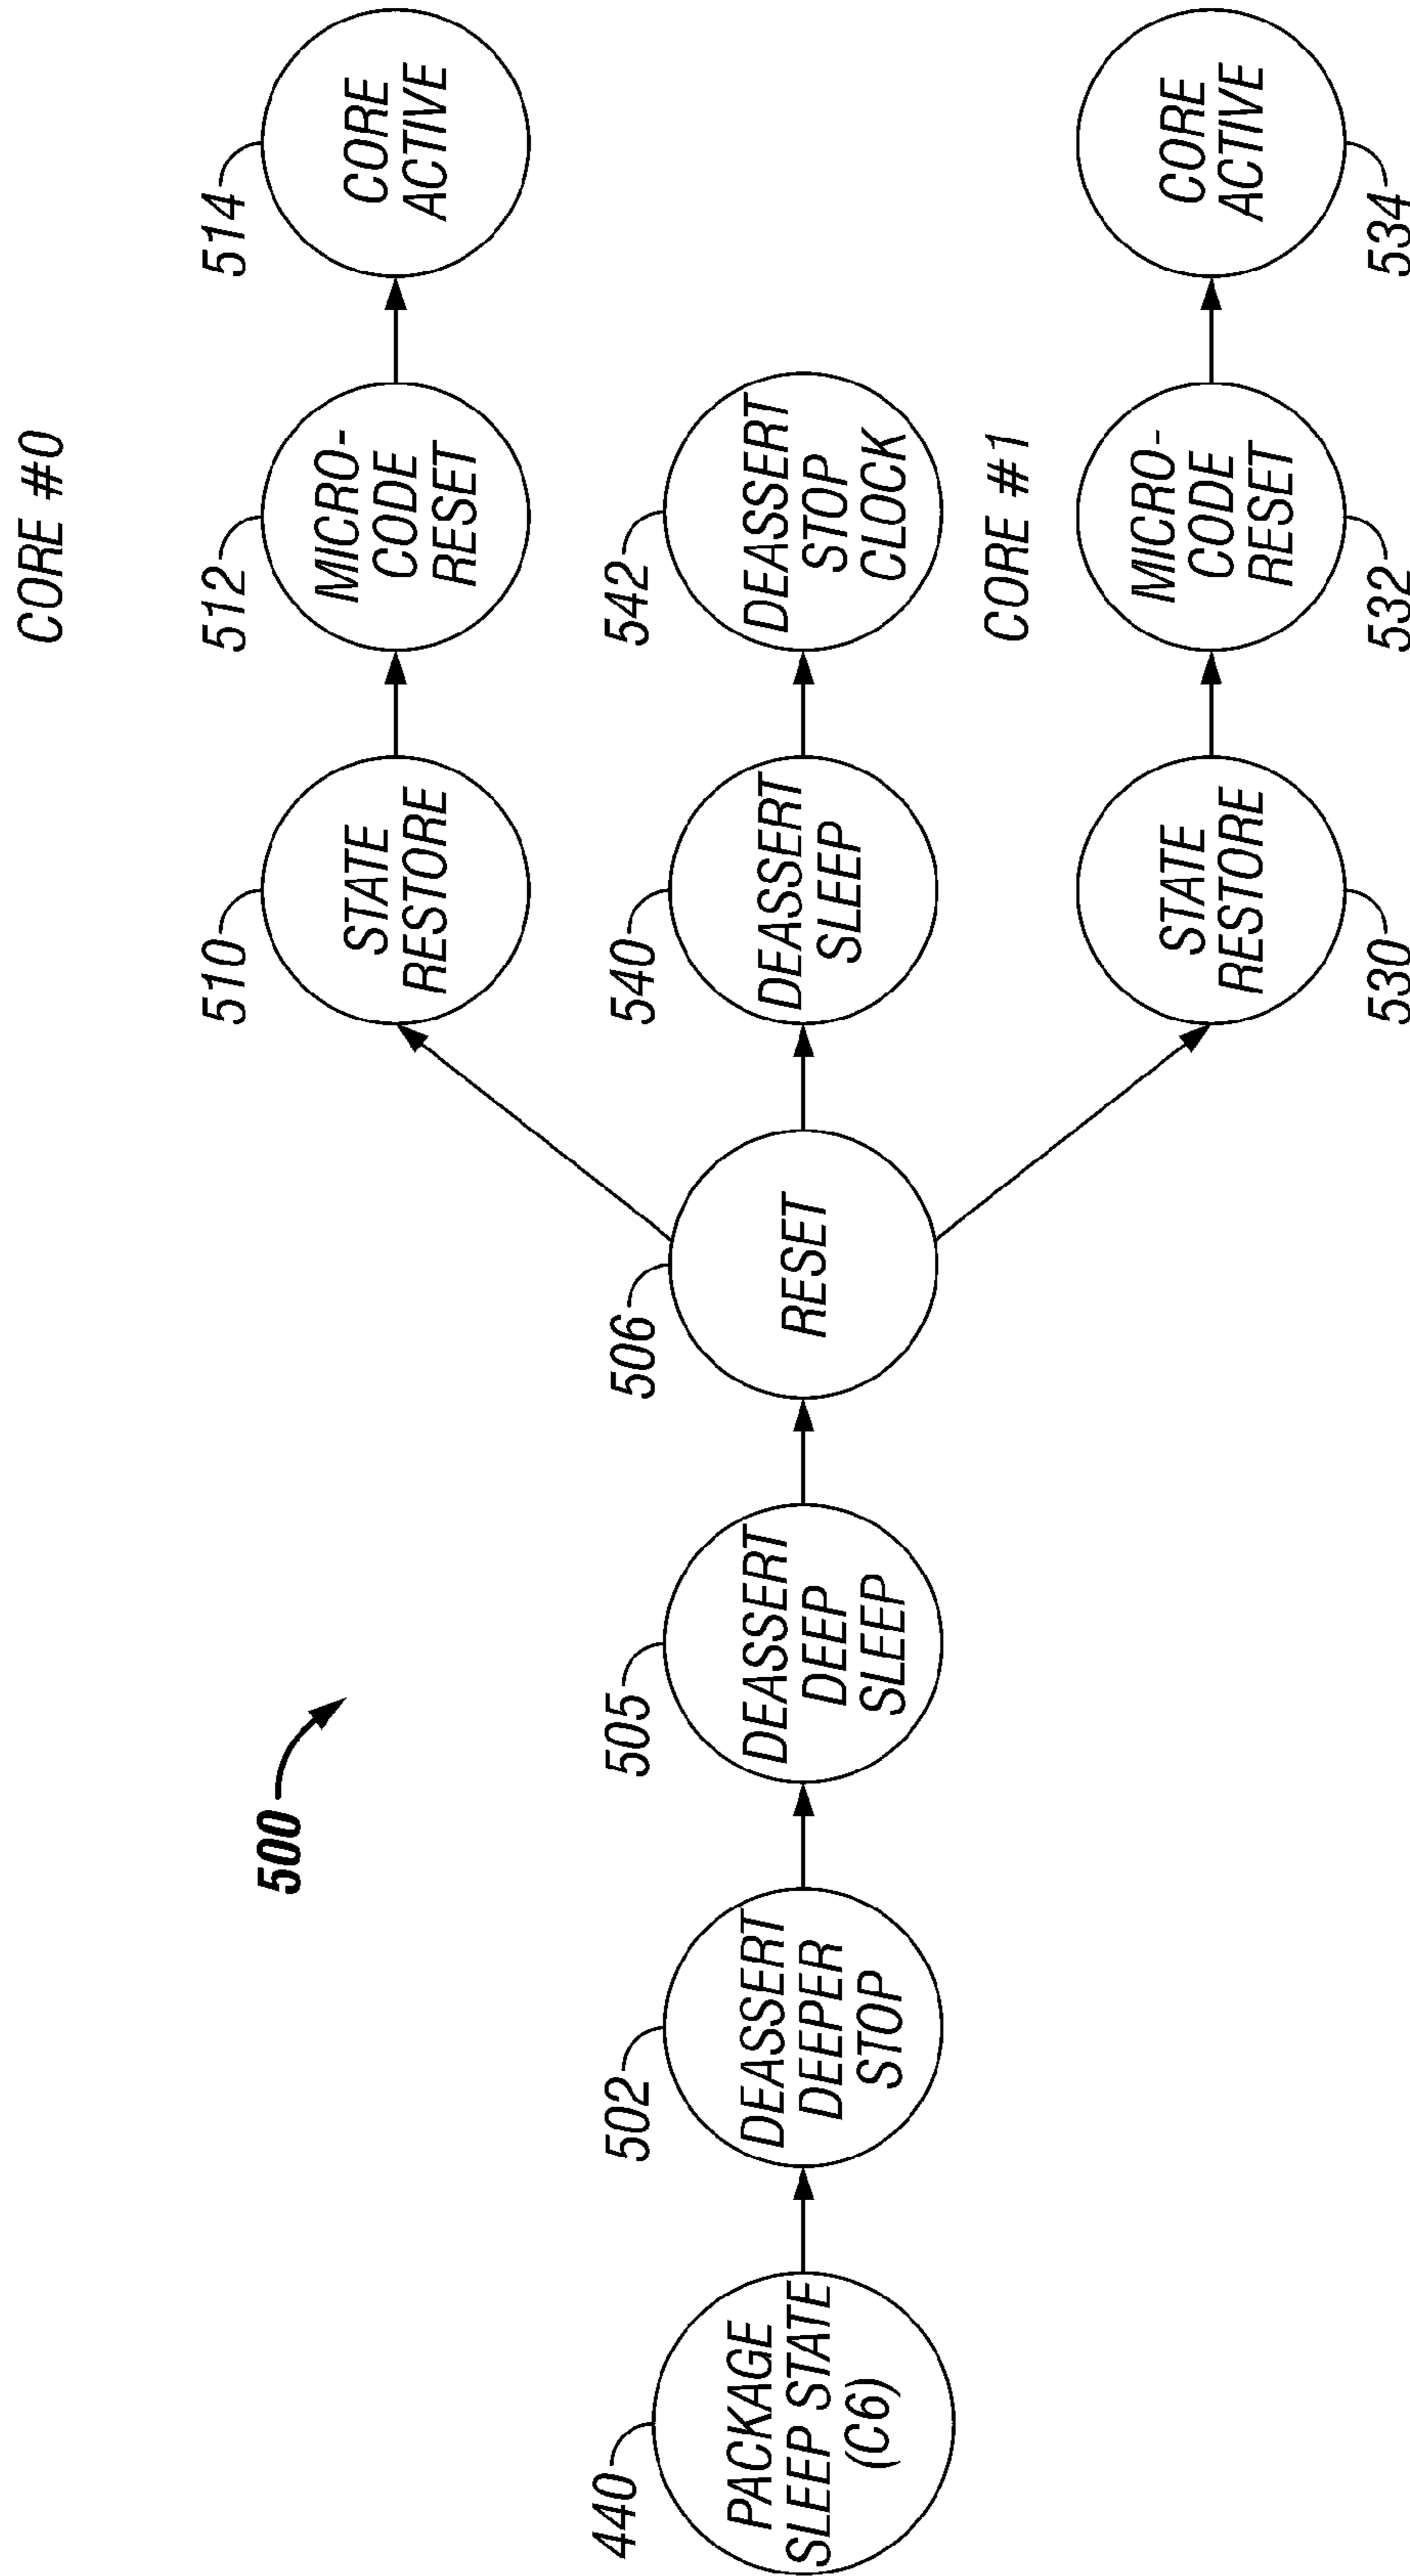 CORE #0
500
440
PACKAGE
SLEEP STATE
(C6)
502
DEASSERT
DEEPER
STOP
505
DEASSERT
DEEP
SLEEP
506
RESET
510
STATE
RESTORE
512
MICRO-
CODE
RESET
514
CORE
ACTIVE
540
DEASSERT
SLEEP
542
DEASSERT
STOP
CLOCK
CORE #1
530
STATE
RESTORE
532
MICRO-
CODE
RESET
534
CORE
ACTIVE